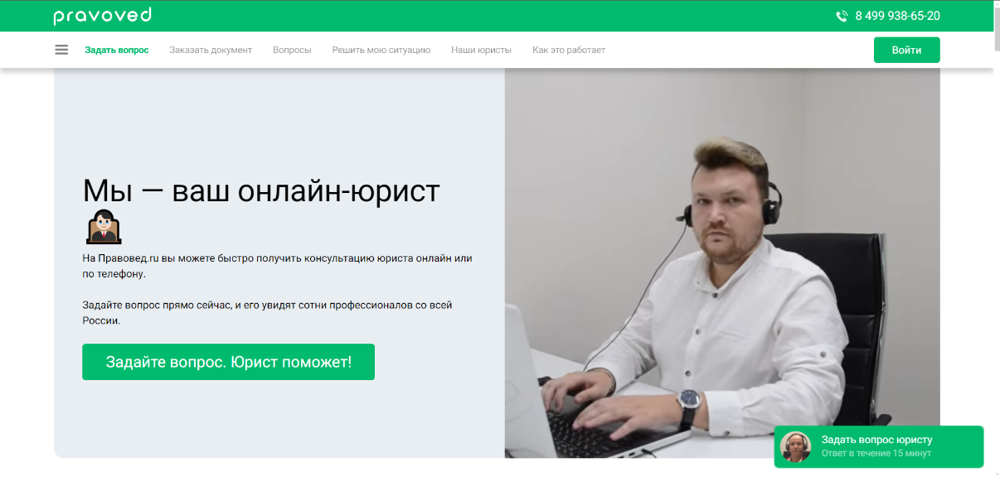 pravoved
8 499 938-65-20
Задать вопрос
Заказать документ
Вопросы
Решить мою ситуацию
Наши юристы
Как это работает
Войти
Мы — ваш онлайн-юрист
На Правовед.ru вы можете быстро получить консультацию юриста онлайн или
по телефону.
Задайте вопрос прямо сейчас, и его увидят сотни профессионалов со всей
России.
Задайте вопрос. Юрист поможет!
Задать вопрос юристу
Ответ в течение 15 минут